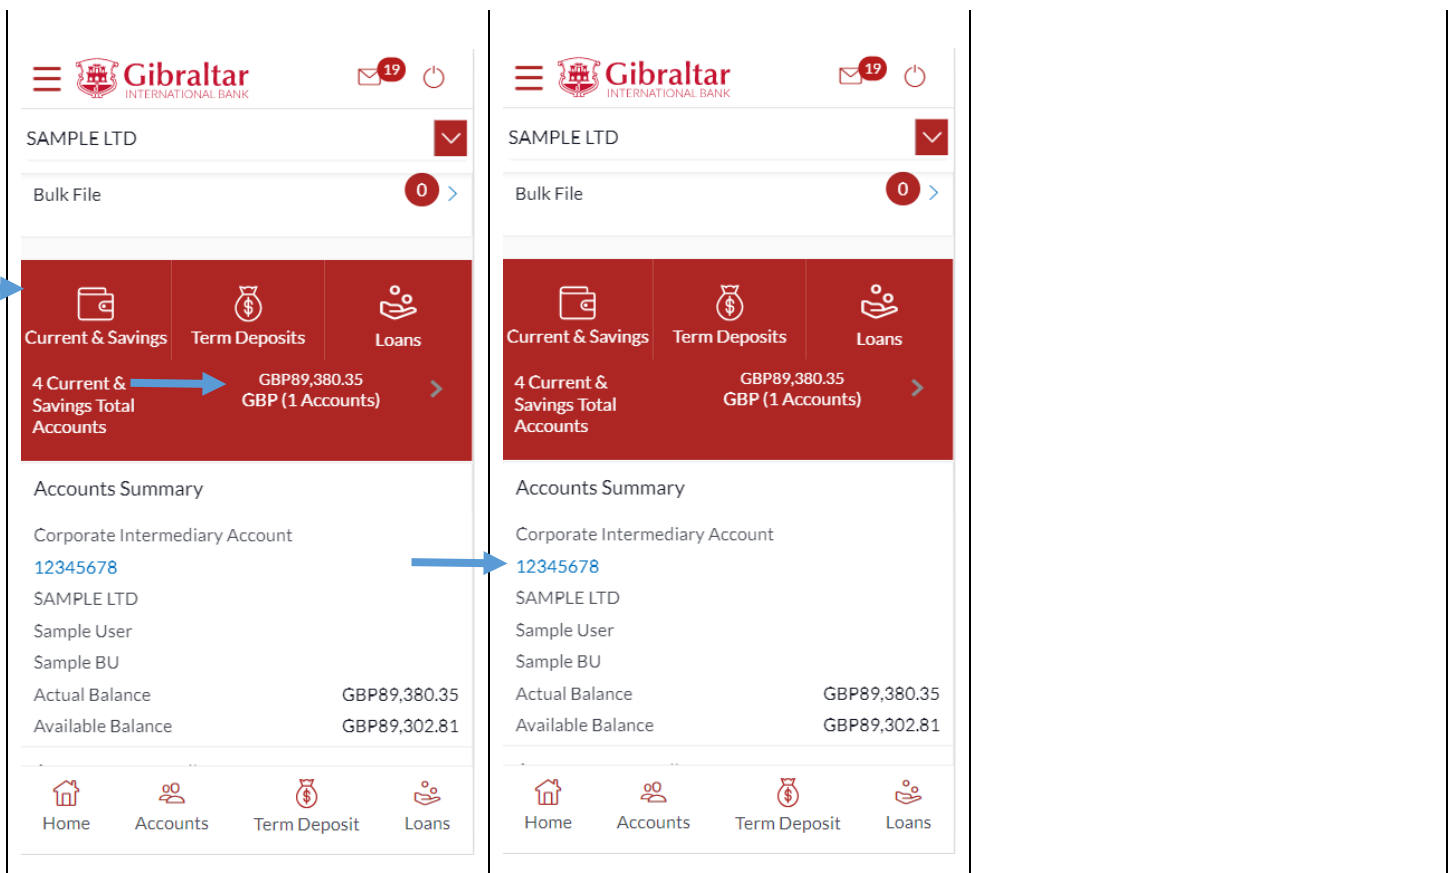 Gibraltar
INTERNATIONAL BANK
19
SAMPLE LTD
Bulk File
0
Current & Savings
Term Deposits
Loans
4 Current &
Savings Total
Accounts
GBP89,380.35
GBP (1 Accounts)
Accounts Summary
Corporate Intermediary Account
12345678
SAMPLE LTD
Sample User
Sample BU
Actual Balance GBP89,380.35
Available Balance GBP89,302.81
Home Accounts Term Deposit Loans
Gibraltar
INTERNATIONAL BANK
19
SAMPLE LTD
Bulk File
0
Current & Savings
Term Deposits
Loans
4 Current &
Savings Total
Accounts
GBP89,380.35
GBP (1 Accounts)
Accounts Summary
Corporate Intermediary Account
12345678
SAMPLE LTD
Sample User
Sample BU
Actual Balance GBP89,380.35
Available Balance GBP89,302.81
Home Accounts Term Deposit Loans